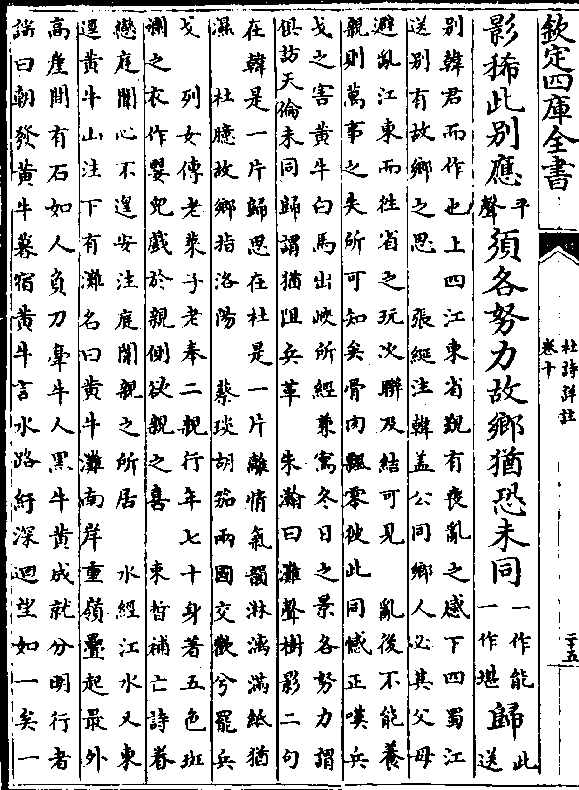 欽定四庫全書
杜詩詳註
卷十
二十五
影稀此別應平聲須各努力故鄉猶恐未同一作能一作堪歸此送
別韓君而作也上四江東省覲有喪亂之感下四蜀江
送別有故鄉之思 張綖注韓蓋公同鄉人必其父母
避亂江東而徃省之玩次聯及結可見 亂後不能養
親則萬事之失所可知矣骨肉飄零彼此同憾正嘆兵
戈之害黃牛白馬出峽所經兼寓冬日之景各努力謂
俱訪天倫未同歸謂猶阻兵革 朱瀚曰灘聲樹影二句
在韓是一片歸思在杜是一片離情氣韻淋漓滿紙猶
濕 杜臆故鄉指洛陽 蔡琰胡笳兩國交歡兮罷兵
戈 列女傳老萊子老奉二親行年七十身著五色斑
斕之衣作嬰兒戲於親側欲親之喜 束晳補亡詩眷
戀庭闈心不遑安注庭闈親之所居 水經江水又東
逕黃牛山注下有灘名曰黃牛灘南岸重嶺疊起最外
高崖間有石如人負刀牽牛人黑牛黃成就分明行者
謠曰朝發黃牛暮宿黃牛言水路紆深迴望如一矣一